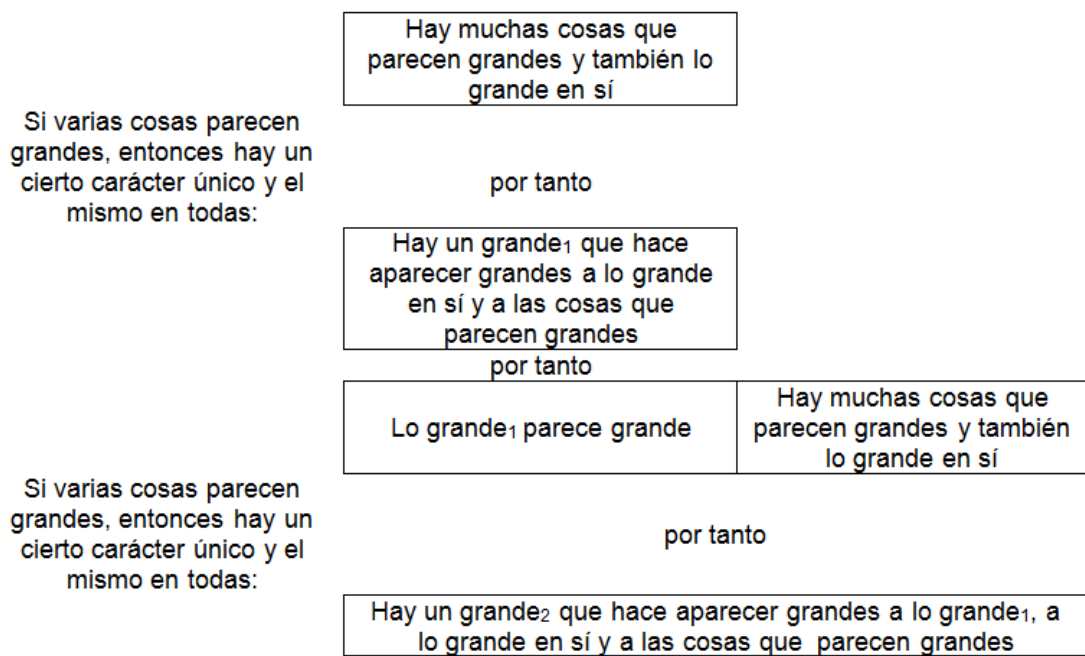 Hay muchas cosas que
parecen grandes y también lo
grande en sí
Si varias cosas parecen
grandes, entonces hay un
cierto carácter único y el
mismo en todas:
por tanto
Hay un grande₁ que hace
aparecer grandes a lo grande
en sí y a las cosas que
parecen grandes
por tanto
Lo grande₁ parece grande
Hay muchas cosas que
parecen grandes y también
lo grande en sí
Si varias cosas parecen
grandes, entonces hay un
cierto carácter único y el
mismo en todas:
por tanto
Hay un grande₂ que hace aparecer grandes a lo grande₁, a
lo grande en sí y a las cosas que parecen grandes